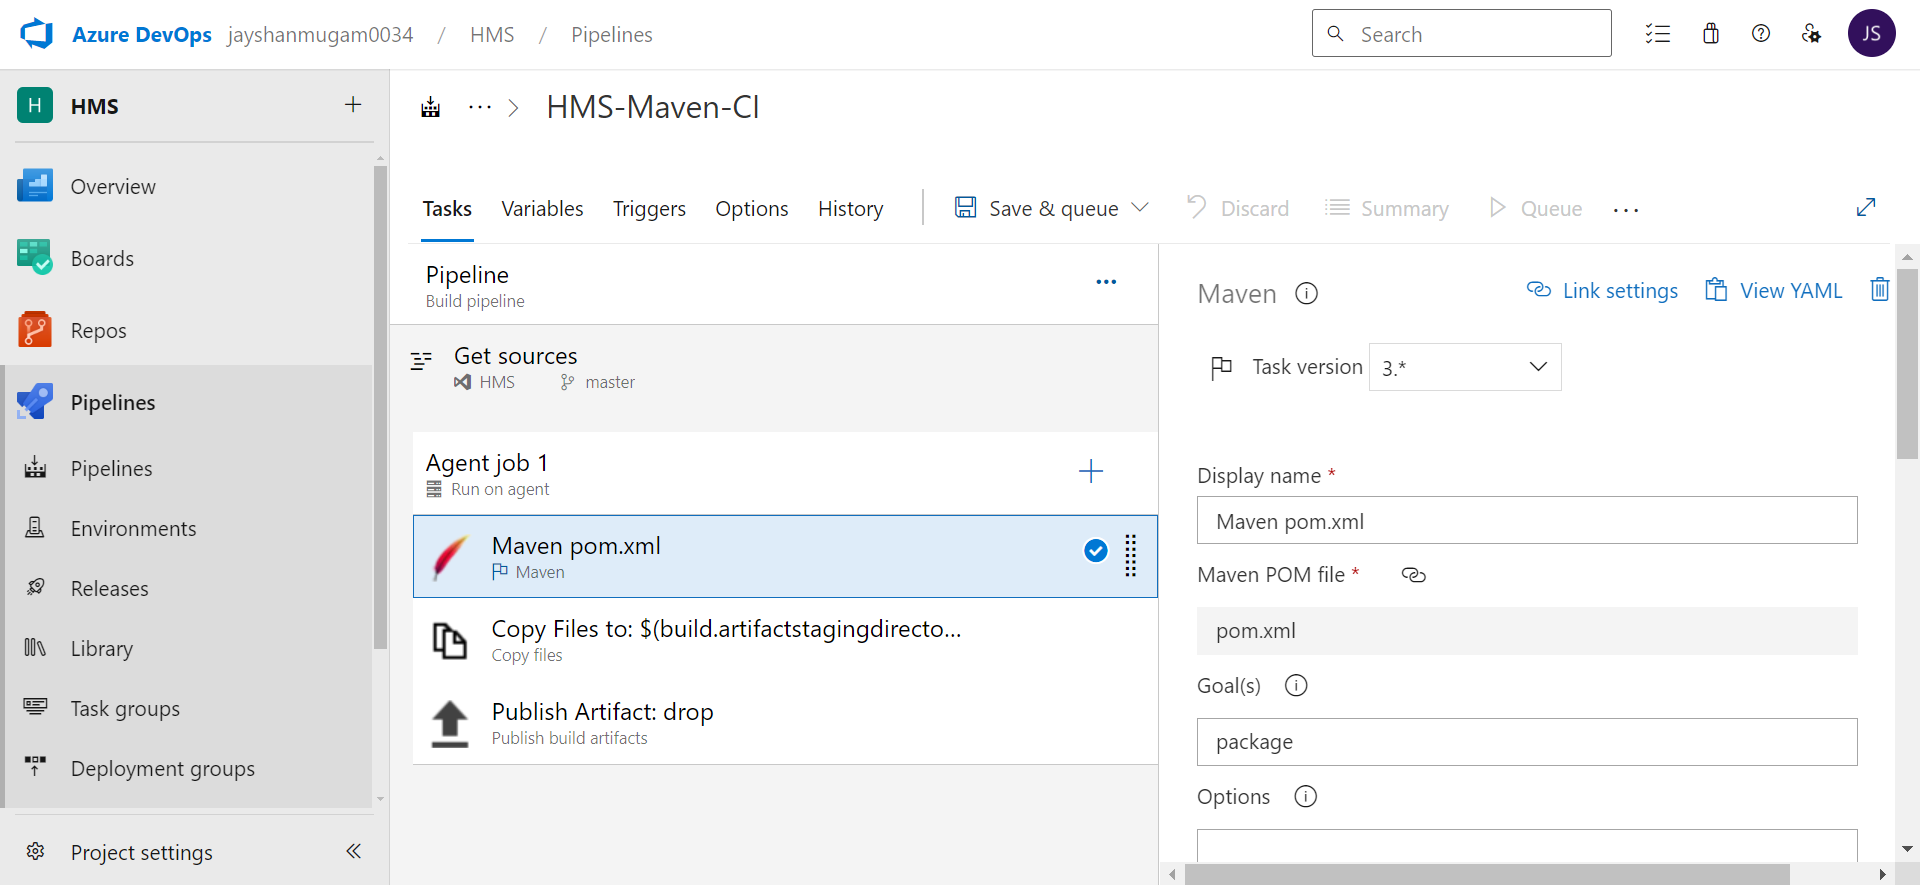 Azure DevOps jayshanmugam0034 / HMS / Pipelines
Search
JS
H HMS
Overview
Boards
Repos
Pipelines
Pipelines
Environments
Releases
Library
Task groups
Deployment groups
Project settings
··· > HMS-Maven-CI
Tasks Variables Triggers Options History Save & queue Discard Summary Queue ...
Pipeline
Build pipeline
Get sources
HMS master
Agent job 1
Run on agent
Maven pom.xml
Maven
Copy Files to: $(build.artifactstagingdirecto...
Copy files
Publish Artifact: drop
Publish build artifacts
Maven Link settings View YAML
Task version 3.*
Display name *
Maven pom.xml
Maven POM file *
pom.xml
Goal(s)
package
Options